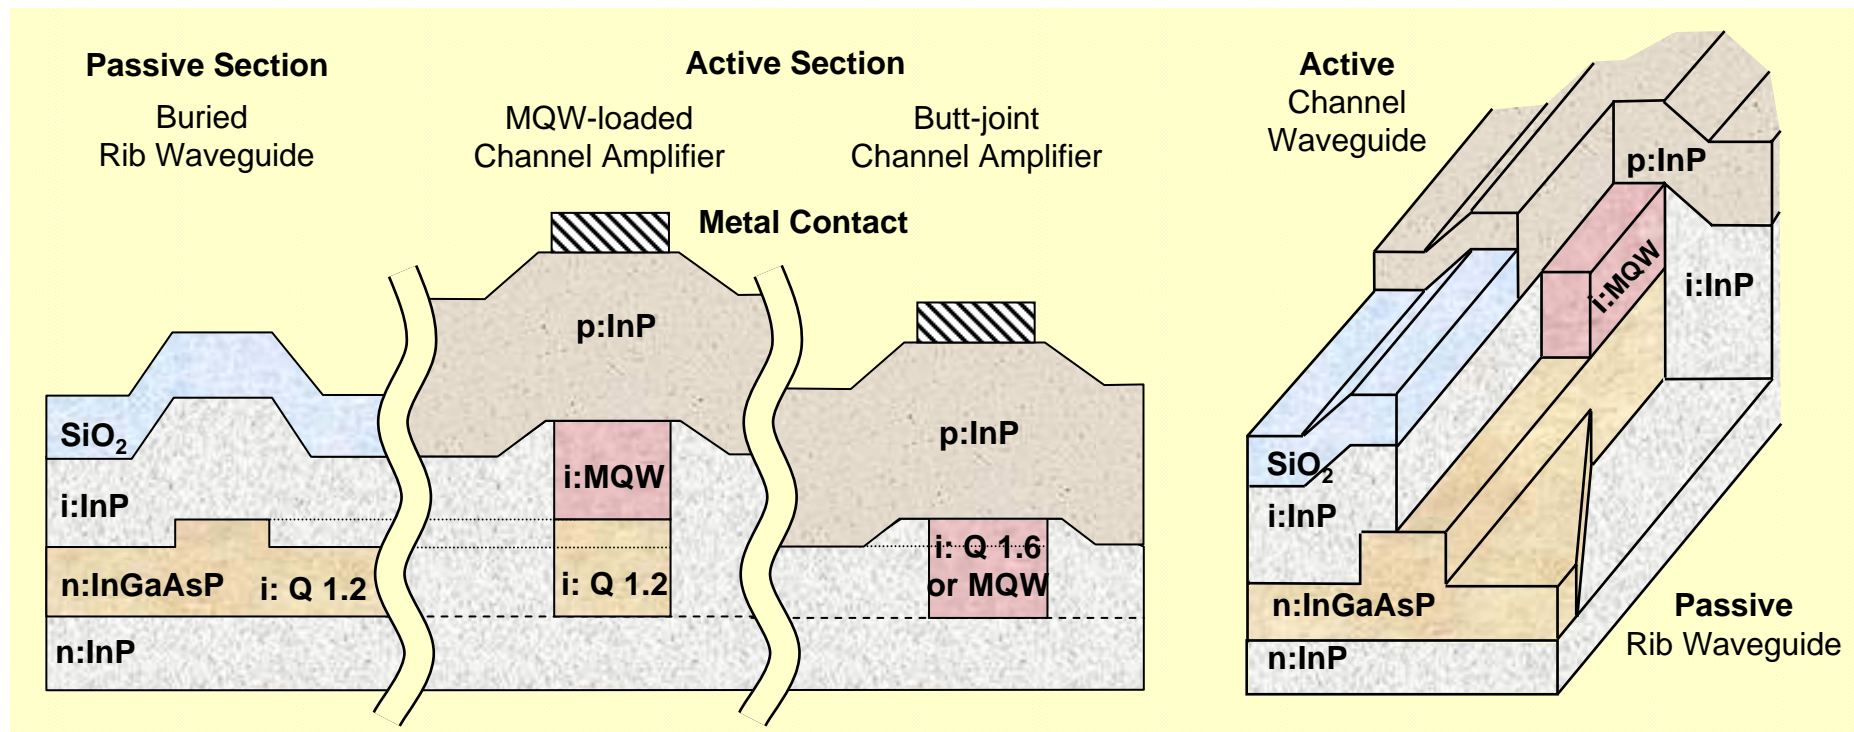 Passive Section
Buried
Rib Waveguide
Active Section
MQW-loaded
Channel Amplifier
Butt-joint
Channel Amplifier
Metal Contact
SiO2
i:InP
n:InGaAsP i: Q 1.2
n:InP
p:InP
i:MQW
i: Q 1.2
p:InP
i: Q 1.6
or MQW
Active
Channel
Waveguide
p:InP
i:MQW
i:InP
SiO2
i:InP
n:InGaAsP
n:InP
Passive
Rib Waveguide